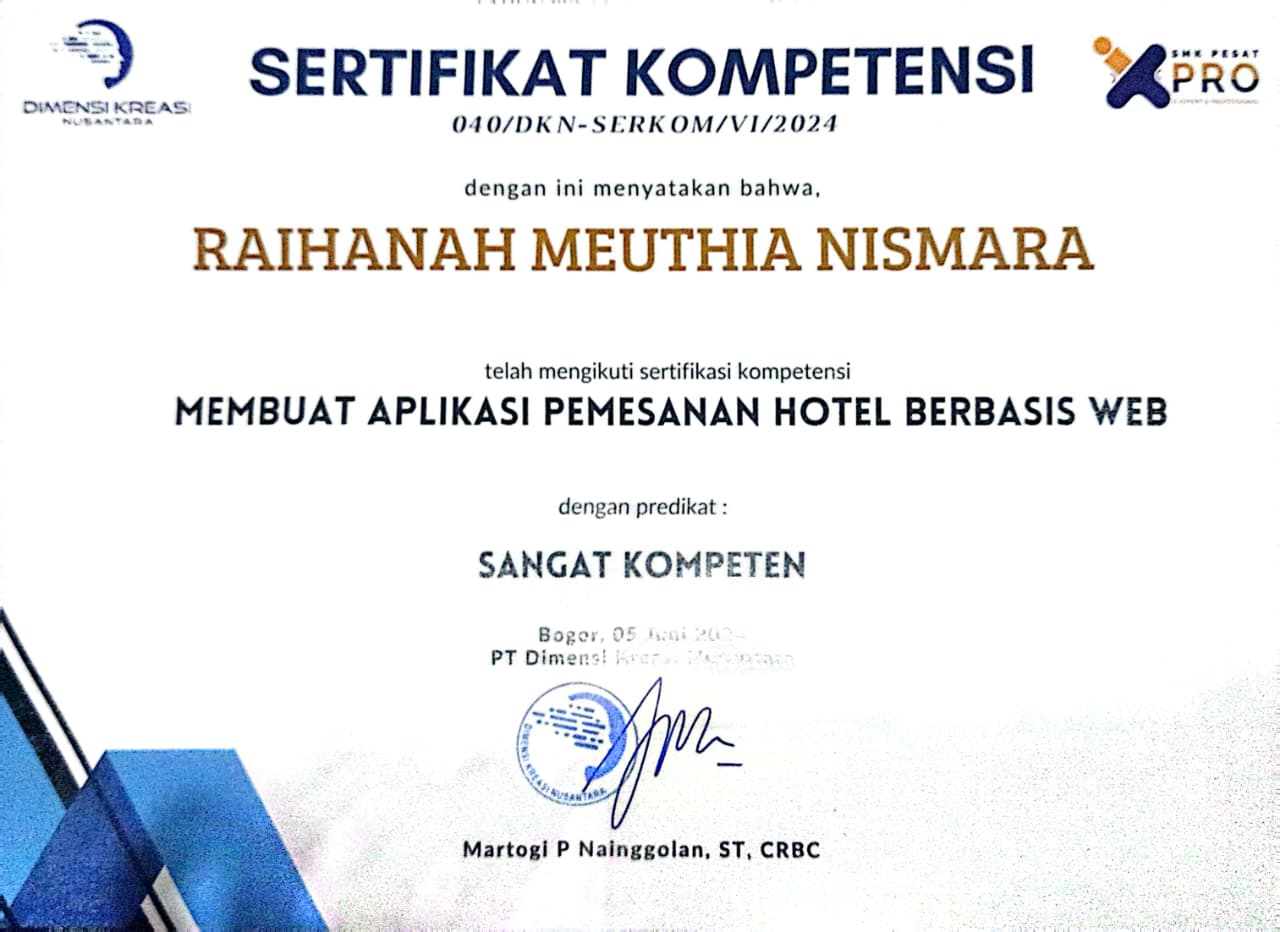 DIMENSI KREASI
NUSANTARA
SERTIFIKAT KOMPETENSI
040/DKN-SERKOM/VI/2024
SMK PESAT
XPRO
dengan ini menyatakan bahwa,
RAIHANAH MEUTHIA NISMARA
telah mengikuti sertifikasi kompetensi
MEMBUAT APLIKASI PEMESANAN HOTEL BERBASIS WEB
dengan predikat :
SANGAT KOMPETEN
Bogor, 05 Juni 2024
PT Dimensi Kreasi Nusantara
DIMENSI KREASI NUSANTARA
Martogi P Nainggolan, ST, CRBC